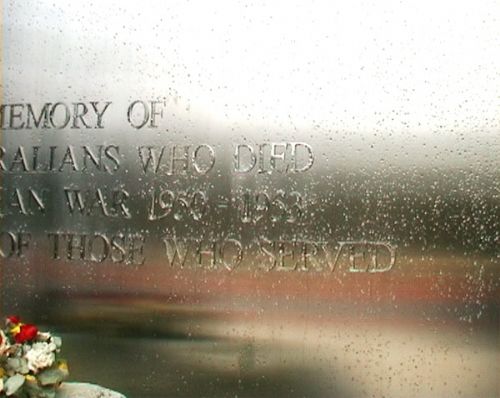 MEMORY OF
RALIANS WHO DIED
AN WAR 1950 - 1953
OF THOSE WHO SERVED